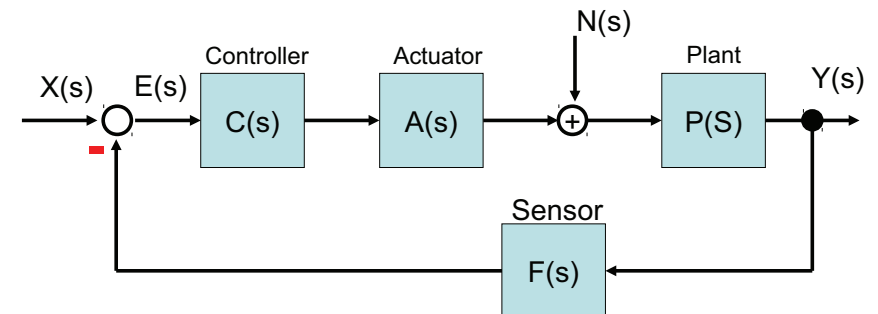 N(s)
Controller
Actuator
Plant
X(s)
E(s)
Y(s)
C(s)
A(s)
+
P(S)
Sensor
F(s)